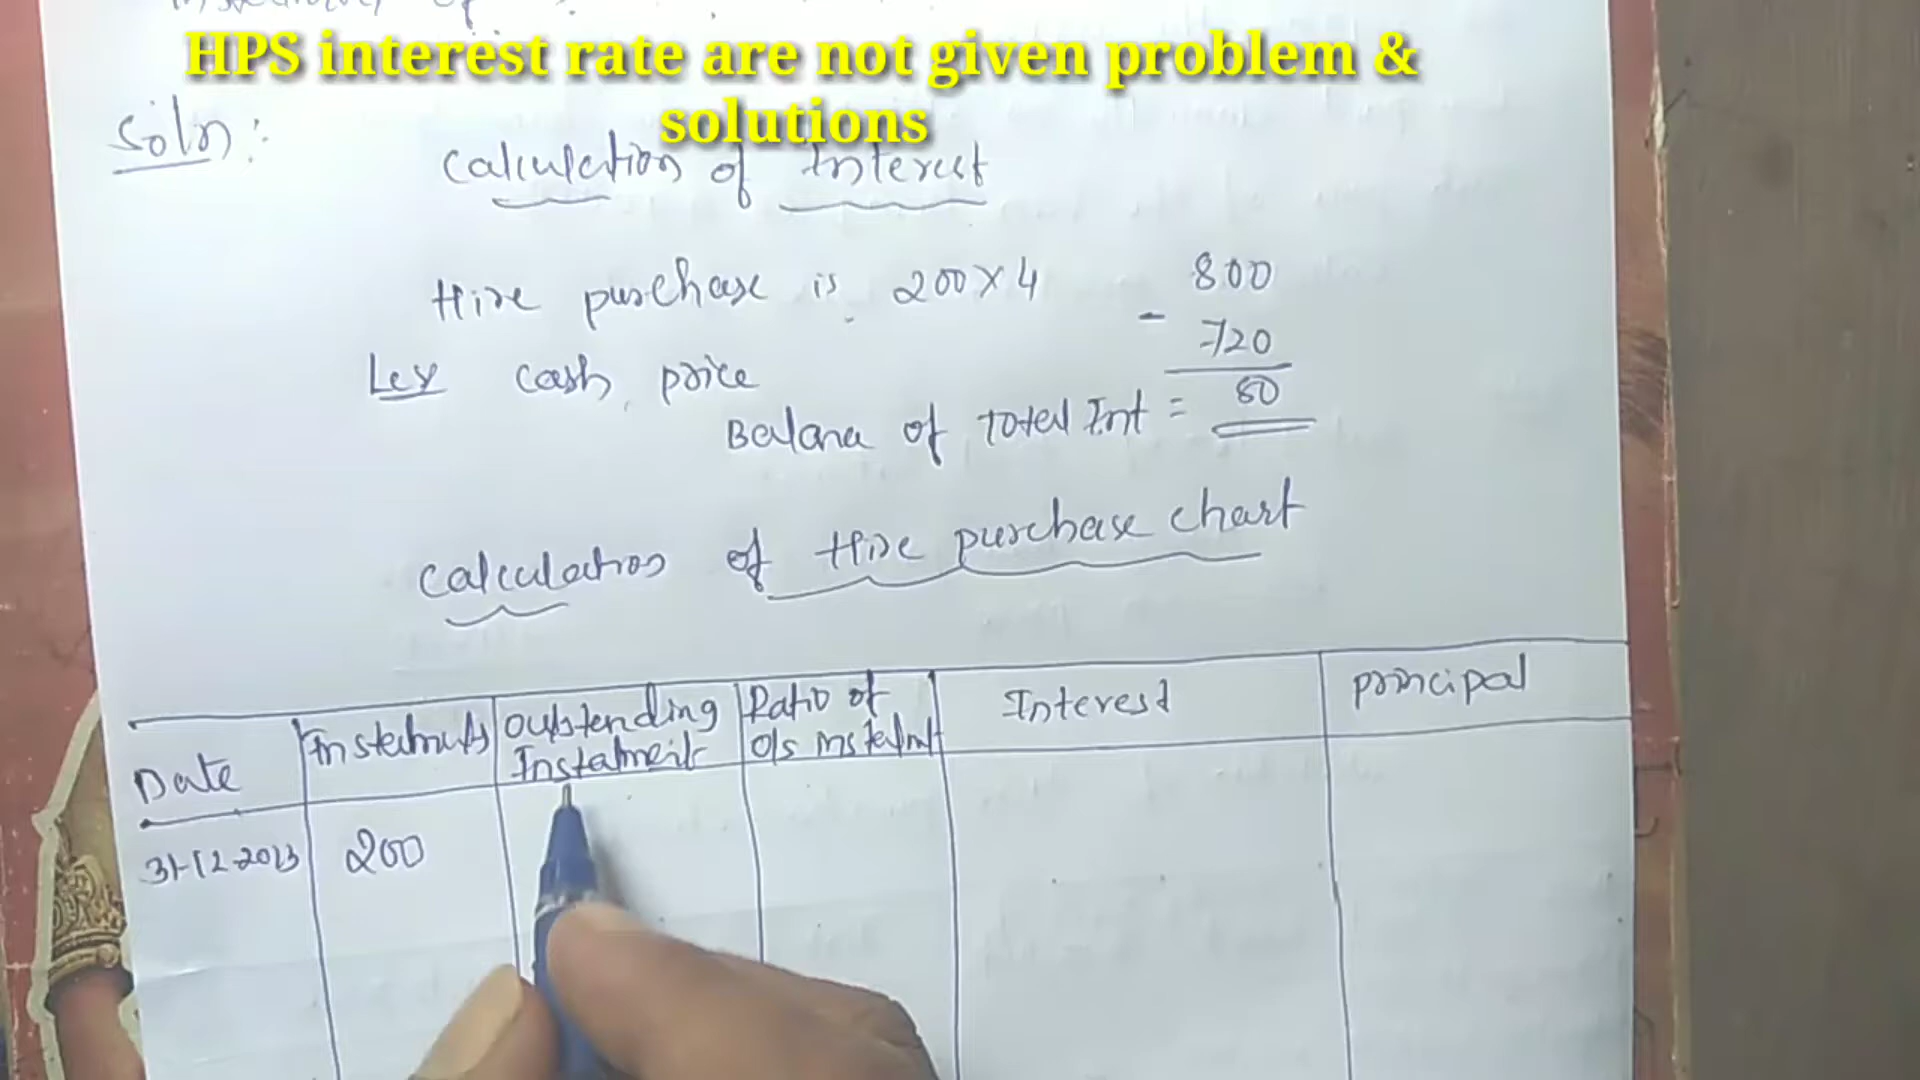 HPS interest rate are not given problem &
solutions
Soln:
Calculation of Interest
Hire purchase is 200 x 4 800
Less cash price - 720
Balance of Total Int = 80
Calculation of Hire purchase chart
Date Instalments Outstanding Instalment Ratio of o/s instalment Interest principal
31-12-2013 200